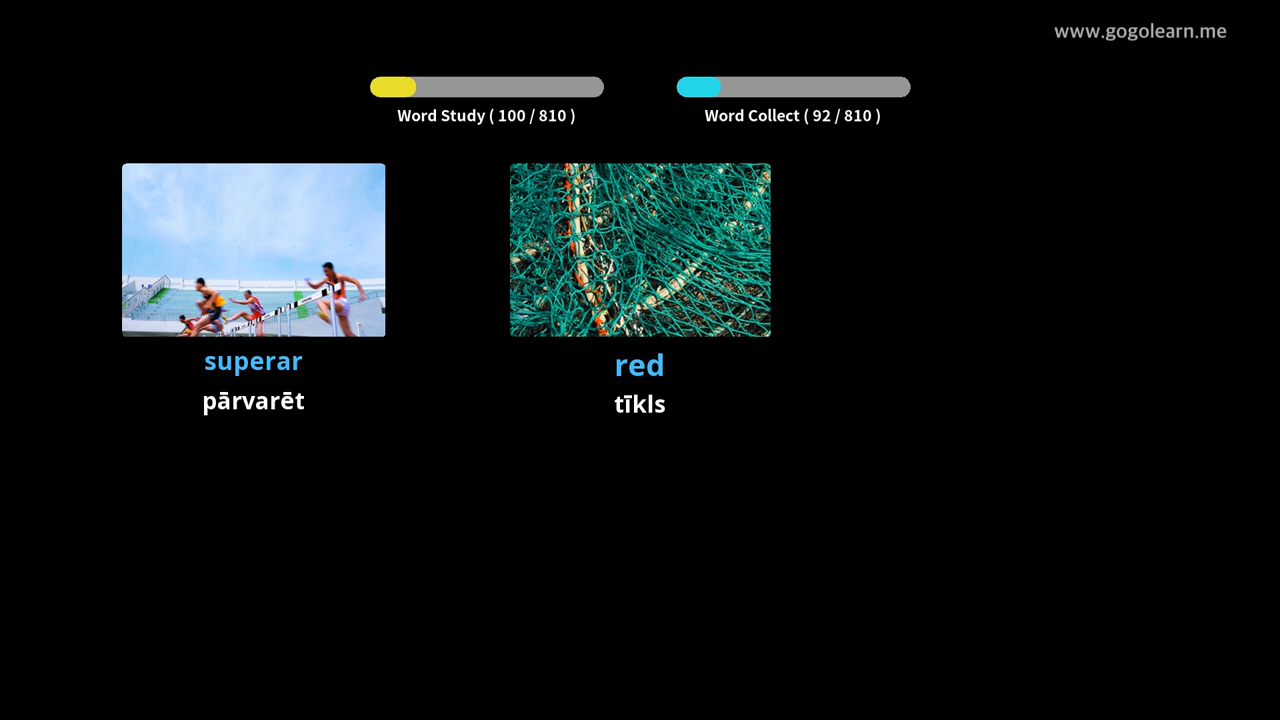 www.gogolearn.me
Word Study ( 100 / 810 )
Word Collect ( 92 / 810 )
superar
pārvarēt
red
tīkls